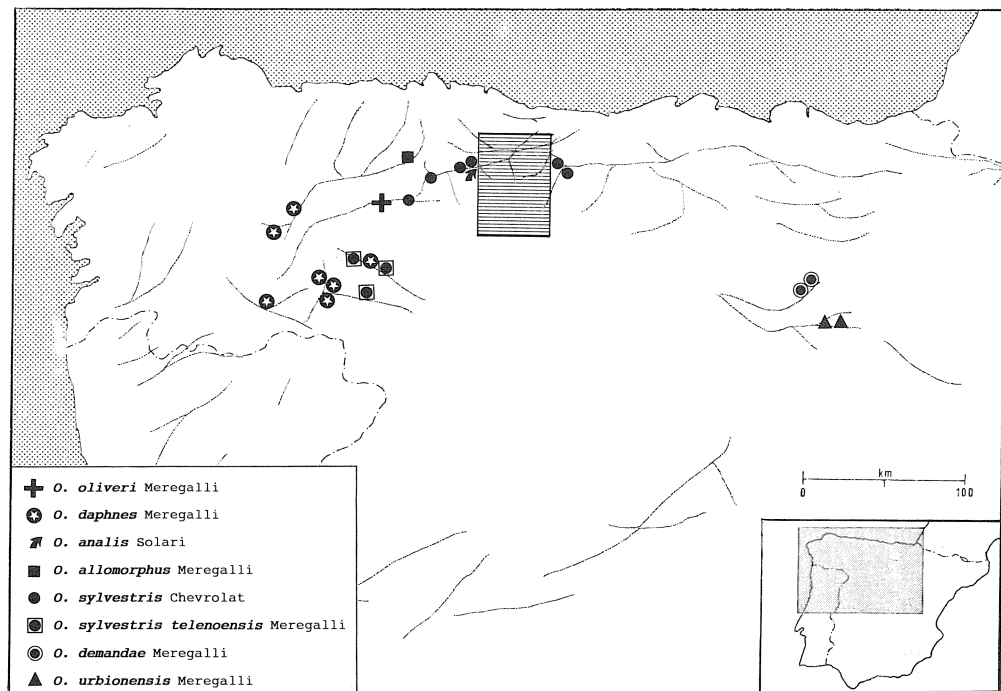 km
0 100
O. oliveri Meregalli
O. daphnes Meregalli
O. analis Solari
O. allomorphus Meregalli
O. sylvestris Chevrolat
O. sylvestris telenoensis Meregalli
O. demandae Meregalli
O. urbionensis Meregalli